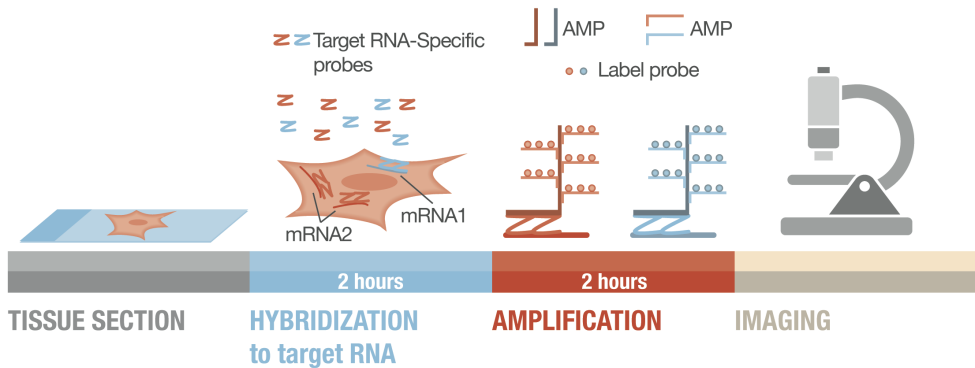 Target RNA-Specific
probes
AMP
AMP
Label probe
mRNA1
mRNA2
2 hours
2 hours
TISSUE SECTION
HYBRIDIZATION
to target RNA
AMPLIFICATION
IMAGING